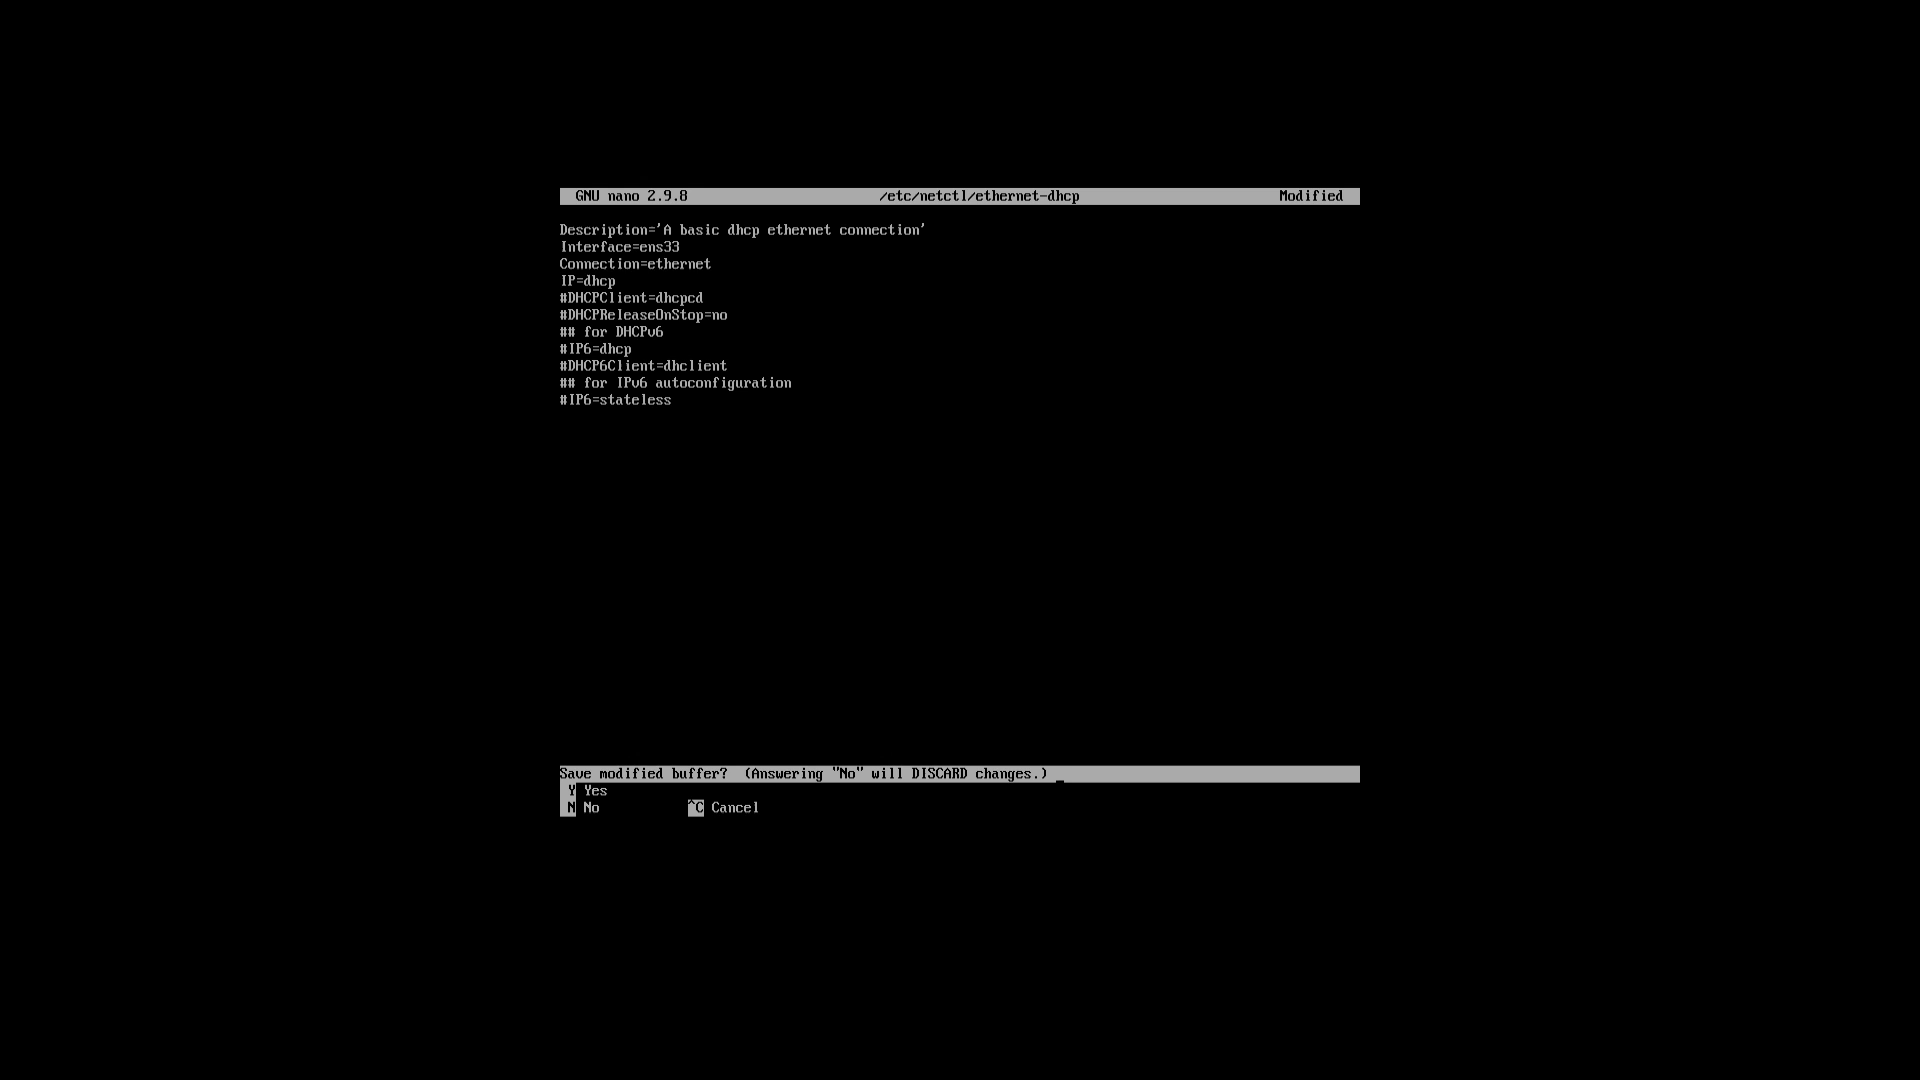 GNU nano 2.9.8 /etc/netctl/ethernet-dhcp Modified
Description='A basic dhcp ethernet connection'
Interface=ens33
Connection=ethernet
IP=dhcp
#DHCPClient=dhcpcd
#DHCPReleaseOnStop=no
## for DHCPv6
#IP6=dhcp
#DHCP6Client=dhclient
## for IPv6 autoconfiguration
#IP6=stateless
Save modified buffer?  (Answering "No" will DISCARD changes.)
Y Yes
N No ^C Cancel